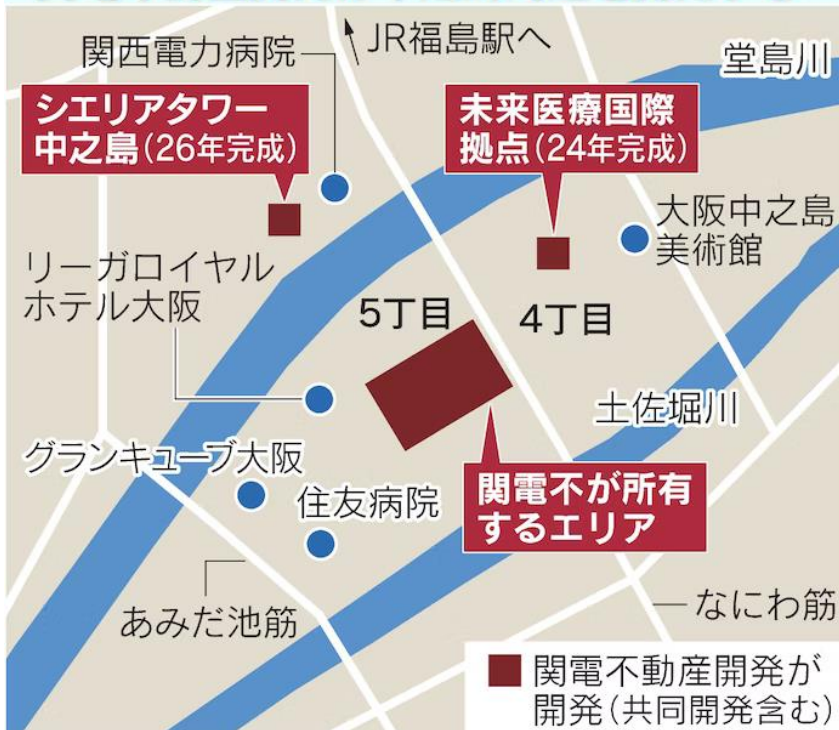 関西電力病院
JR福島駅へ
堂島川
シエリアタワー
中之島(26年完成)
未来医療国際
拠点(24年完成)
大阪中之島
美術館
リーガロイヤル
ホテル大阪
5丁目
4丁目
土佐堀川
グランキューブ大阪
住友病院
関電不が所有
するエリア
あみだ池筋
なにわ筋
関電不動産開発が
開発(共同開発含む)